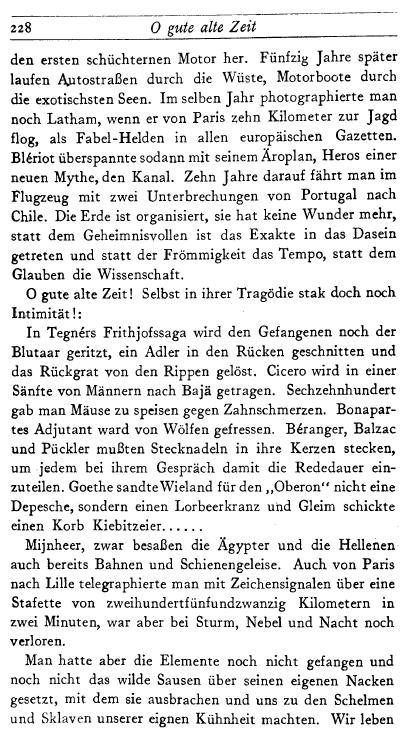 228 O gute alte Zeit
den ersten schüchternen Motor her. Fünfzig Jahre später
laufen Autostraßen durch die Wüste, Motorboote durch
die exotischsten Seen. Im selben Jahr photographierte man
noch Latham, wenn er von Paris zehn Kilometer zur Jagd
flog, als Fabel-Helden in allen europäischen Gazetten.
Blériot überspannte sodann mit seinem Äroplan, Heros einer
neuen Mythe, den Kanal. Zehn Jahre darauf fährt man im
Flugzeug mit zwei Unterbrechungen von Portugal nach
Chile. Die Erde ist organisiert, sie hat keine Wunder mehr,
statt dem Geheimnisvollen ist das Exakte in das Dasein
getreten und statt der Frömmigkeit das Tempo, statt dem
Glauben die Wissenschaft.
O gute alte Zeit! Selbst in ihrer Tragödie stak doch noch
Intimität!:
In Tegnérs Frithjofssaga wird den Gefangenen noch der
Blutaar geritzt, ein Adler in den Rücken geschnitten und
das Rückgrat von den Rippen gelöst. Cicero wird in einer
Sänfte von Männern nach Bajä getragen. Sechzehnhundert
gab man Mäuse zu speisen gegen Zahnschmerzen. Bonapar-
tes Adjutant ward von Wölfen gefressen. Béranger, Balzac
und Pückler mußten Stecknadeln in ihre Kerzen stecken,
um jedem bei ihrem Gespräch damit die Rededauer ein-
zuteilen. Goethe sandte Wieland für den „Oberon“ nicht eine
Depesche, sondern einen Lorbeerkranz und Gleim schickte
einen Korb Kiebitzeier......
Mijnheer, zwar besaßen die Ägypter und die Hellenen
auch bereits Bahnen und Schienengeleise. Auch von Paris
nach Lille telegraphierte man mit Zeichensignalen über eine
Stafette von zweihundertfünfundzwanzig Kilometern in
zwei Minuten, war aber bei Sturm, Nebel und Nacht noch
verloren.
Man hatte aber die Elemente noch nicht gefangen und
noch nicht das wilde Sausen über seinen eigenen Nacken
gesetzt, mit dem sie ausbrachen und uns zu den Schelmen
und Sklaven unserer eignen Kühnheit machten. Wir leben